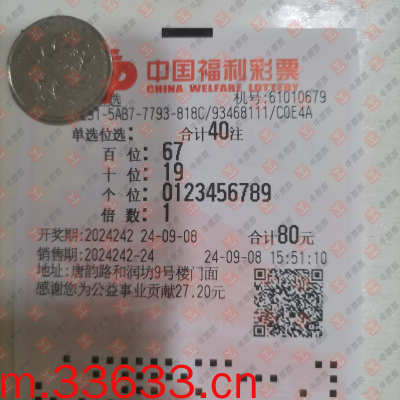 中国福利彩票
CHINA WELFARE LOTTERY
选 机号:61010679
5AB7-7793-818C/93468111/C0E4A
单选位选: 合计40注
百 位: 67
十 位: 19
个 位: 0123456789
倍 数: 1
开奖期:2024242 24-09-08 合计80元
销售期:2024242-24 24-09-08 15:51:10
地址:唐韵路和润坊9号楼门面
感谢您为公益事业贡献27.20元
m.33633.cn